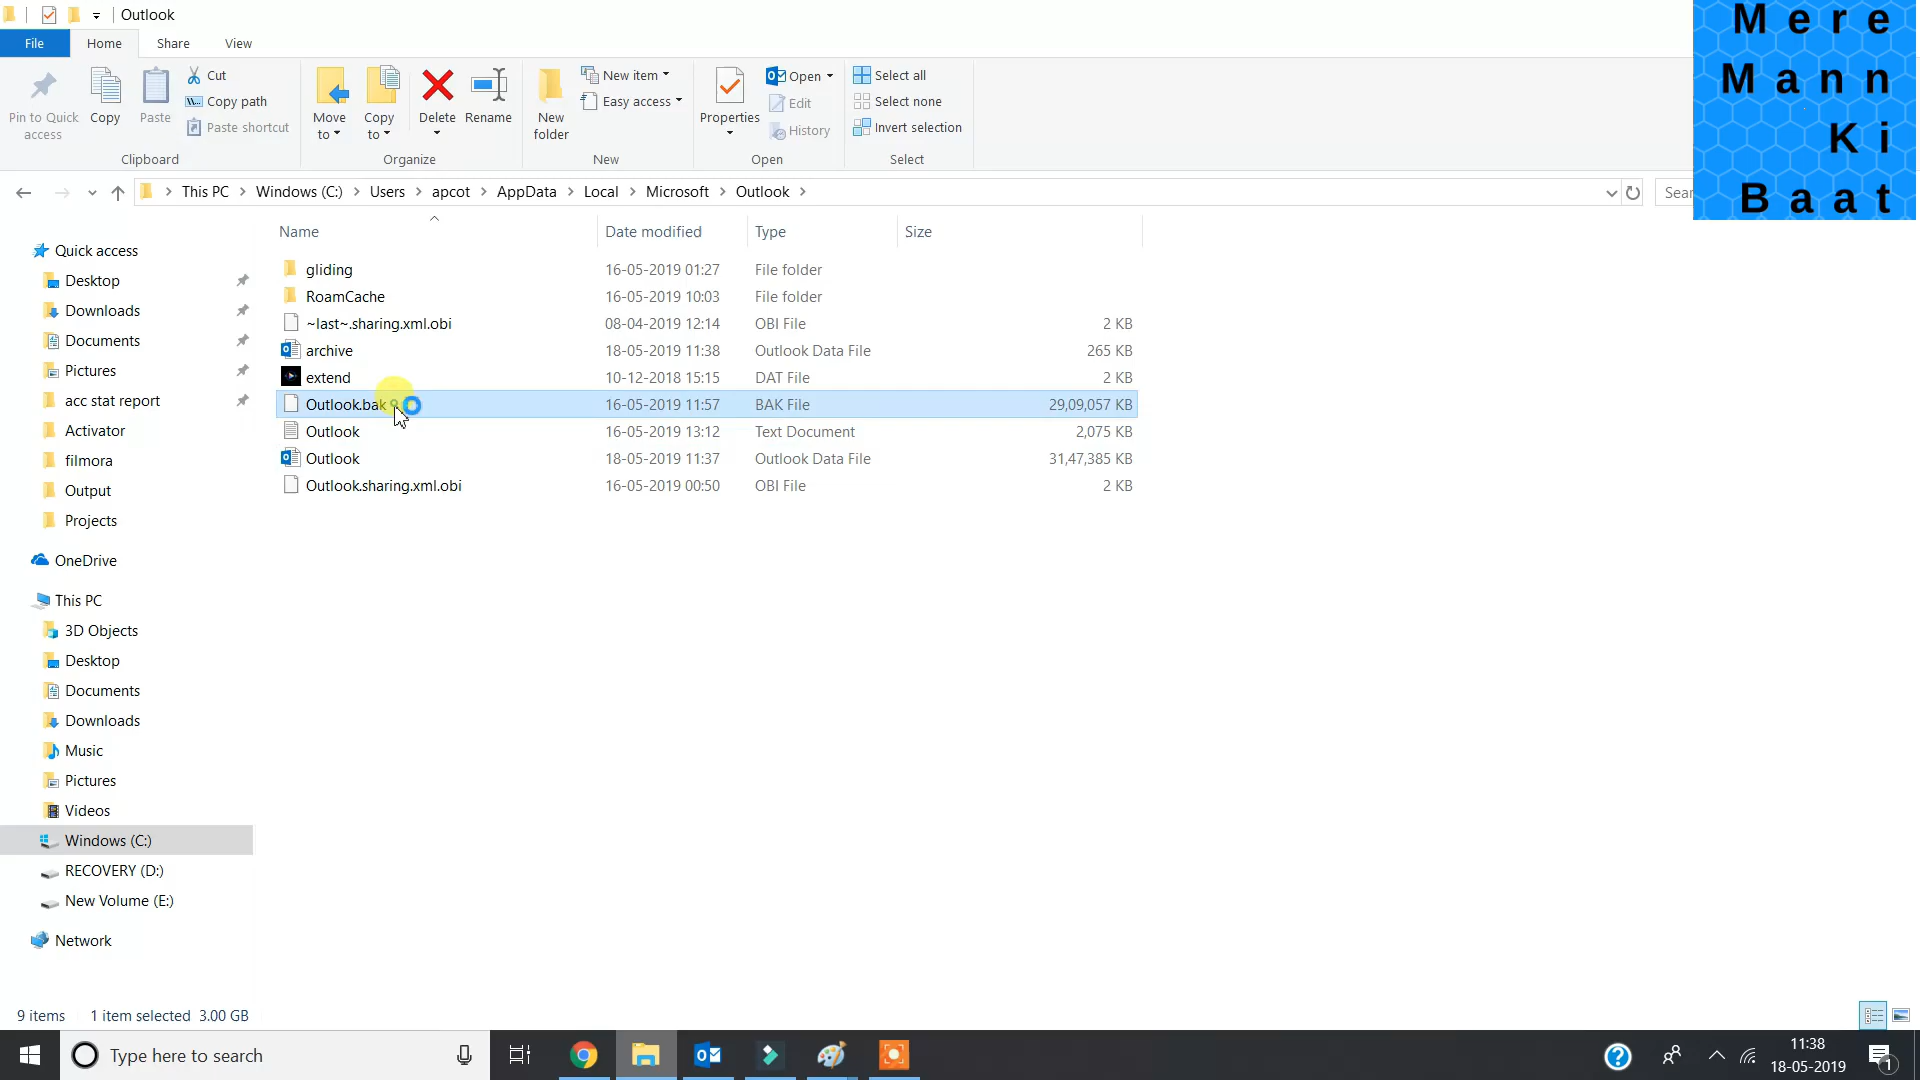 Outlook
File Home Share View
Pin to Quick access
Copy
Paste
Cut
Copy path
Paste shortcut
Clipboard
Move to
Copy to
Delete
Rename
Organize
New folder
New item
Easy access
New
Properties
Open
Edit
History
Open
Select all
Select none
Invert selection
Select
Mere
Mann
Ki
Baat
This PC > Windows (C:) > Users > apcot > AppData > Local > Microsoft > Outlook >
Sear
Name Date modified Type Size
gliding 16-05-2019 01:27 File folder
RoamCache 16-05-2019 10:03 File folder
~last~.sharing.xml.obi 08-04-2019 12:14 OBI File 2 KB
archive 18-05-2019 11:38 Outlook Data File 265 KB
extend 10-12-2018 15:15 DAT File 2 KB
Outlook.bak 16-05-2019 11:57 BAK File 29,09,057 KB
Outlook 16-05-2019 13:12 Text Document 2,075 KB
Outlook 18-05-2019 11:37 Outlook Data File 31,47,385 KB
Outlook.sharing.xml.obi 16-05-2019 00:50 OBI File 2 KB
Quick access
Desktop
Downloads
Documents
Pictures
acc stat report
Activator
filmora
Output
Projects
OneDrive
This PC
3D Objects
Desktop
Documents
Downloads
Music
Pictures
Videos
Windows (C:)
RECOVERY (D:)
New Volume (E:)
Network
9 items 1 item selected 3.00 GB
Type here to search
11:38
18-05-2019
1